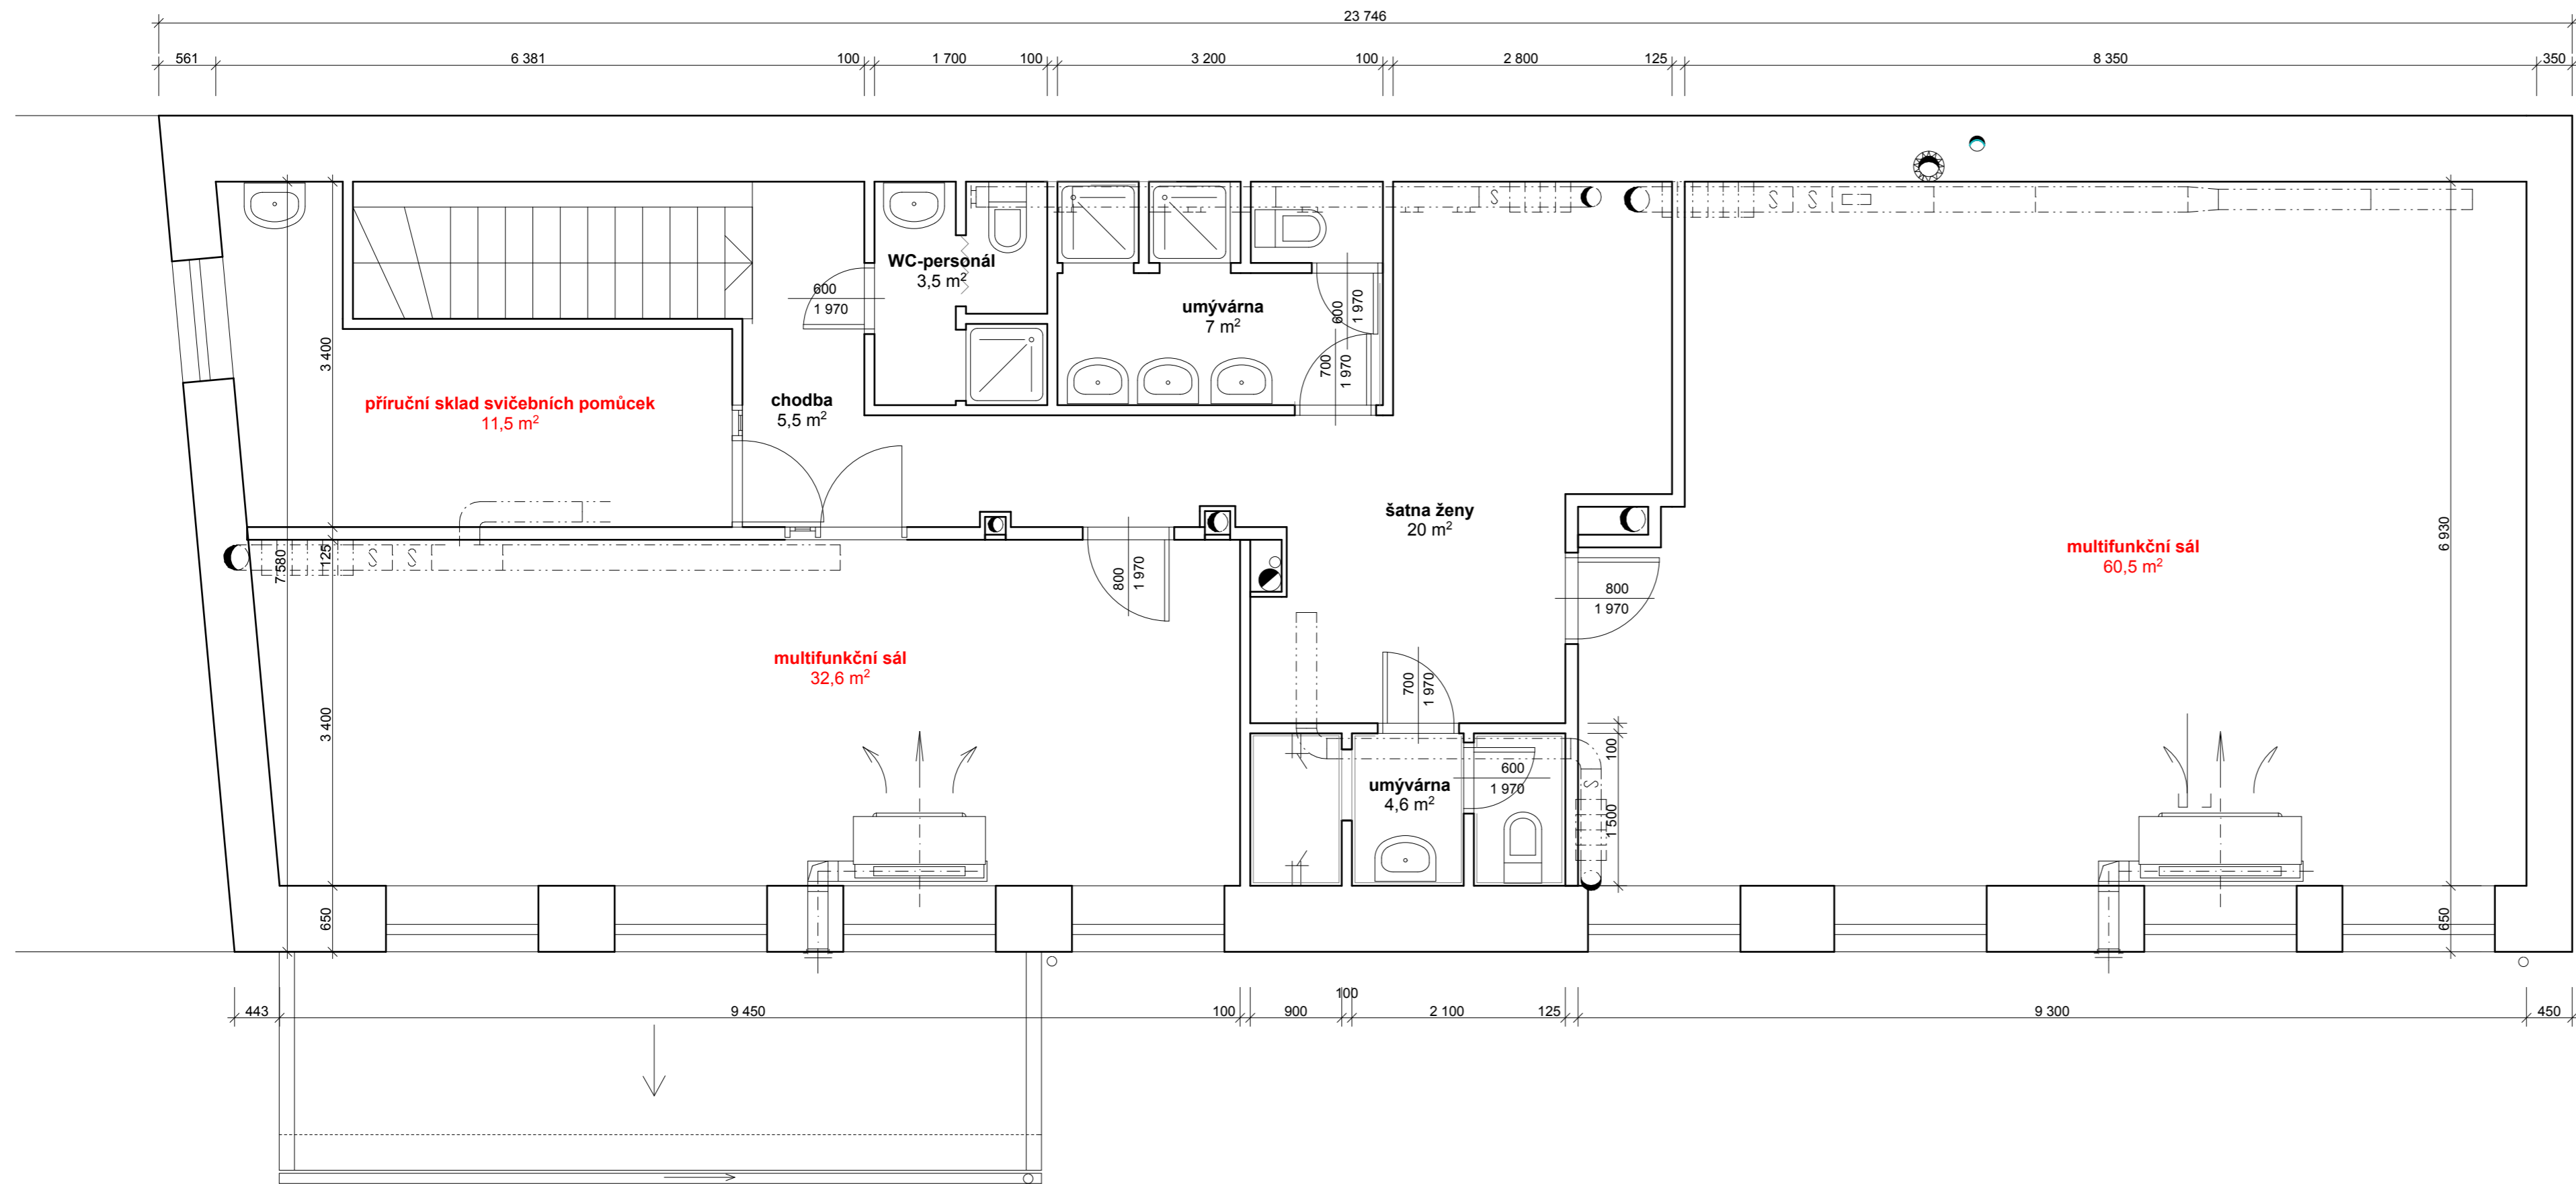 23 746
561
6 381
100
1 700
100
3 200
100
2 800
125
8 350
350
WC-personál
3,5 m²
600
1 970
umývárna
7 m²
600
1 970
700
1 970
3 400
příruční sklad svičebních pomůcek
11,5 m²
chodba
5,5 m²
šatna ženy
20 m²
multifunkční sál
60,5 m²
6 930
7 580
125
800
1 970
800
1 970
multifunkční sál
32,6 m²
3 400
700
1 970
100
600
1 970
umývárna
4,6 m²
1 500
650
650
443
9 450
100
900
100
2 100
125
9 300
450